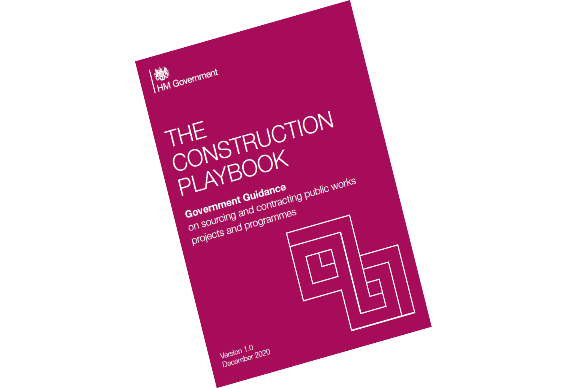 HM Government
THE
CONSTRUCTION
PLAYBOOK
Government Guidance
on sourcing and contracting public works
projects and programmes
Version 1.0
December 2020